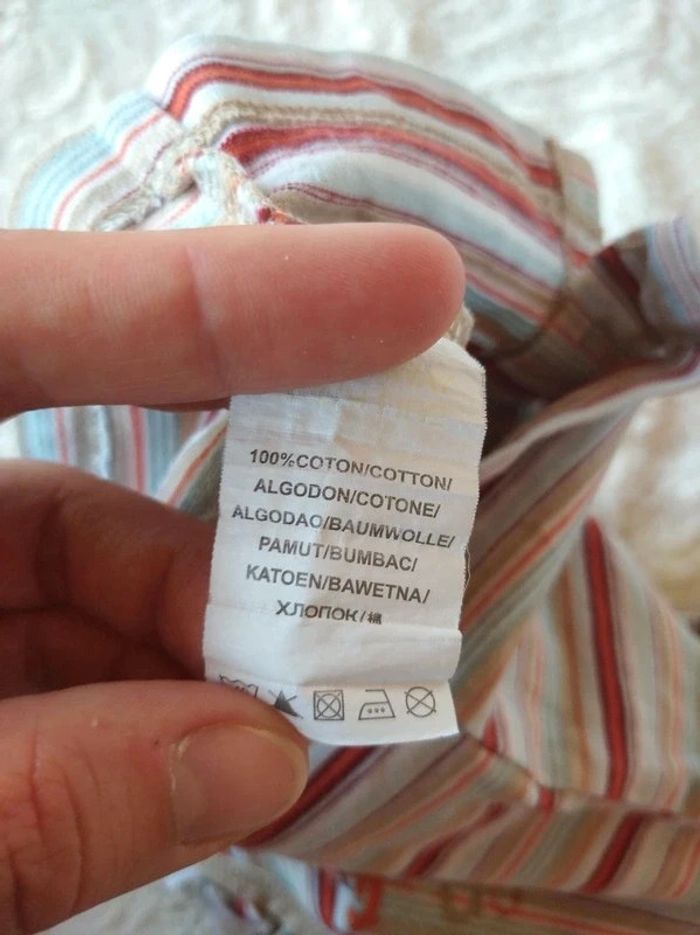 100%COTON/COTTON/
ALGODON/COTONE/
ALGODAO/BAUMWOLLE/
PAMUT/BUMBAC/
KATOEN/BAWETNA/
ХЛОПОК/棉